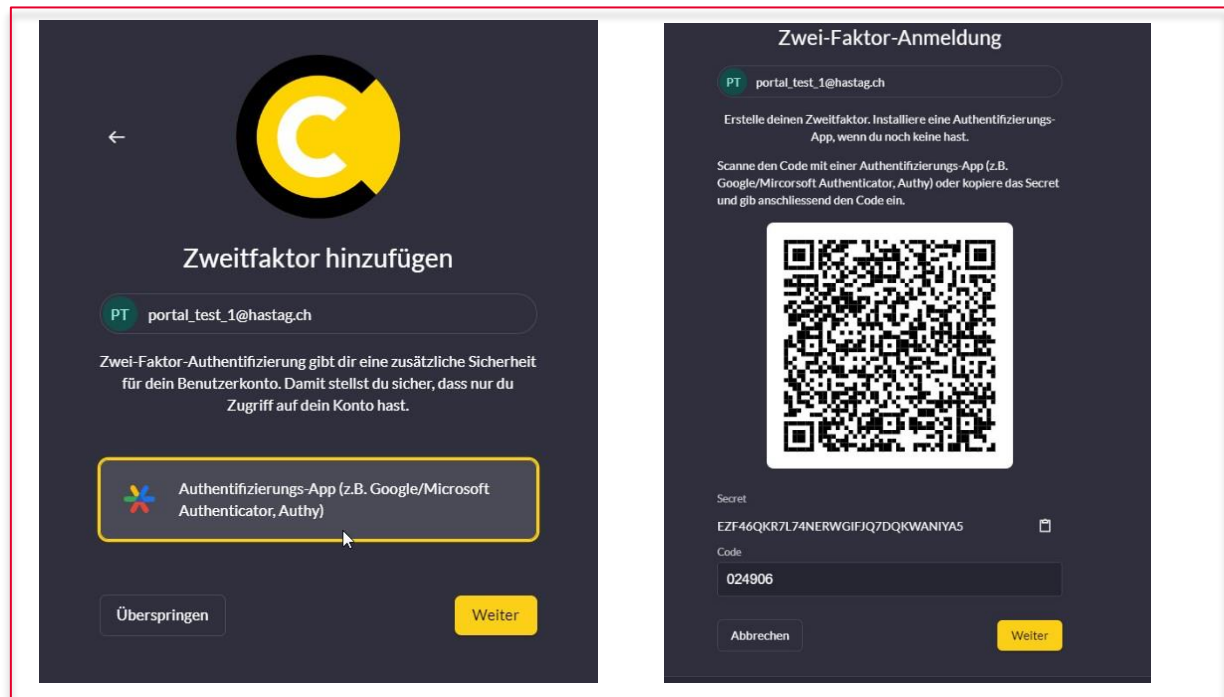 Zweitfaktor hinzufügen
PT portal_test_1@hastag.ch
Zwei-Faktor-Authentifizierung gibt dir eine zusätzliche Sicherheit
für dein Benutzerkonto. Damit stellst du sicher, dass nur du
Zugriff auf dein Konto hast.
Authentifizierungs-App (z.B. Google/Microsoft
Authenticator, Authy)
Überspringen
Weiter
Zwei-Faktor-Anmeldung
PT portal_test_1@hastag.ch
Erstelle deinen Zweitfaktor. Installiere eine Authentifizierungs-
App, wenn du noch keine hast.
Scanne den Code mit einer Authentifizierungs-App (z.B.
Google/Mircorsoft Authenticator, Authy) oder kopiere das Secret
und gib anschliessend den Code ein.
Secret
EZF46QKR7L74NERWGIFJQ7DQKWANIYA5
Code
024906
Abbrechen
Weiter